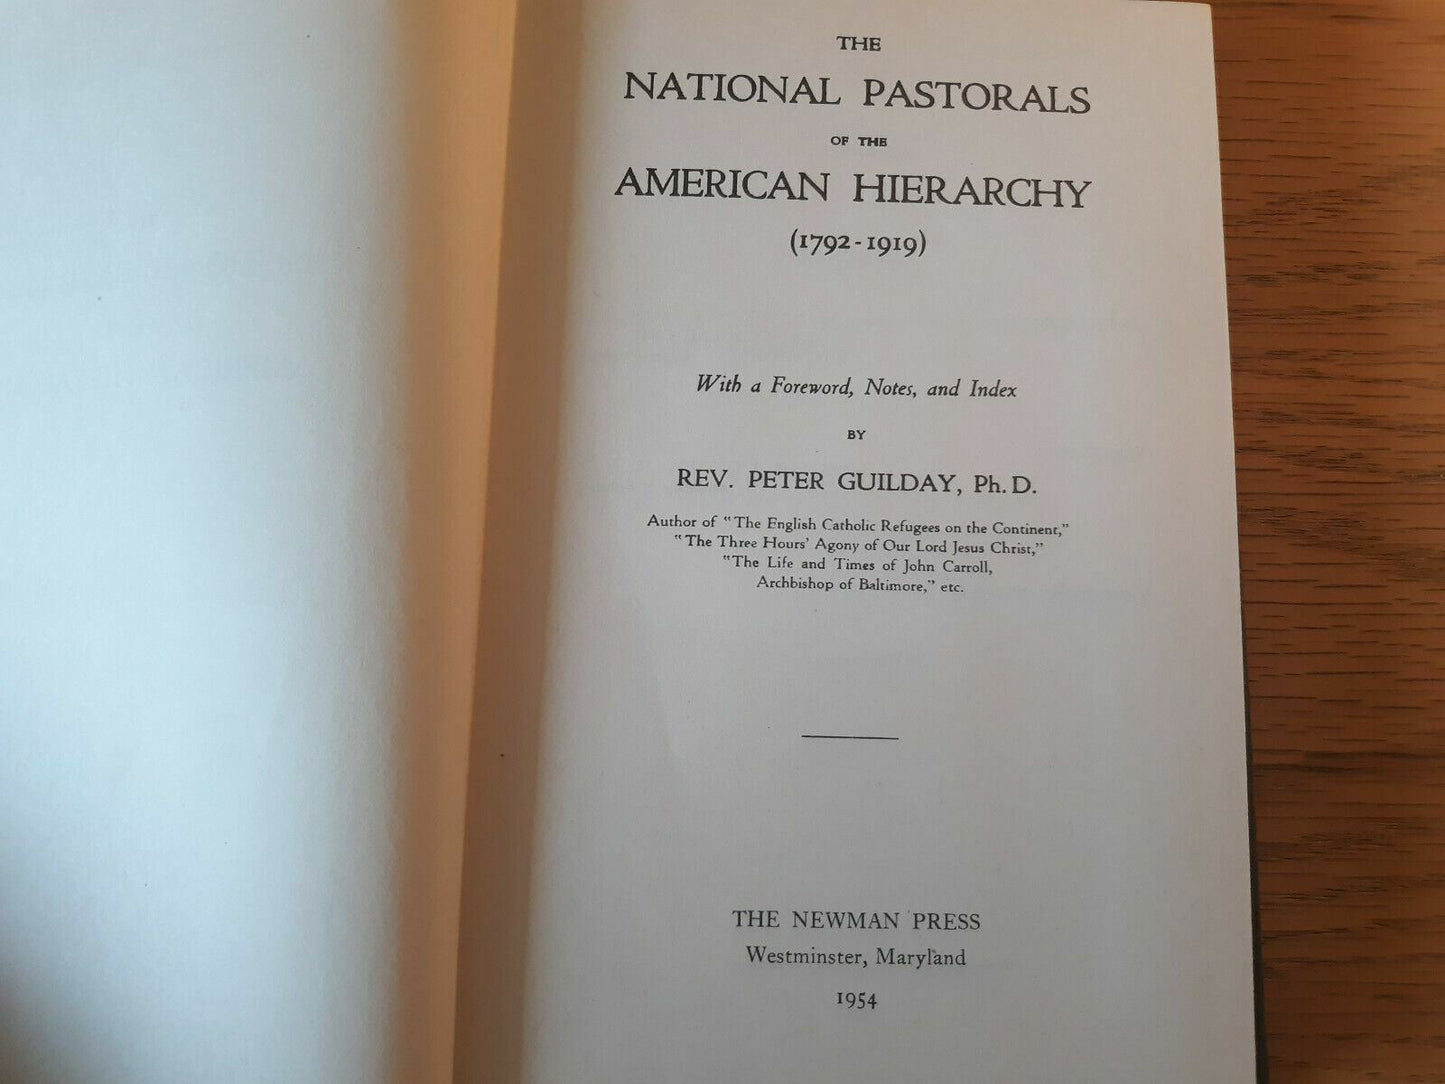 THE
NATIONAL PASTORALS
OF THE
AMERICAN HIERARCHY
(1792-1919)
With a Foreword, Notes, and Index
BY
REV. PETER GUILDAY, Ph. D.
Author of "The English Catholic Refugees on the Continent,"
"The Three Hours' Agony of Our Lord Jesus Christ,"
"The Life and Times of John Carroll,
Archbishop of Baltimore," etc.
THE NEWMAN PRESS
Westminster, Maryland
1954